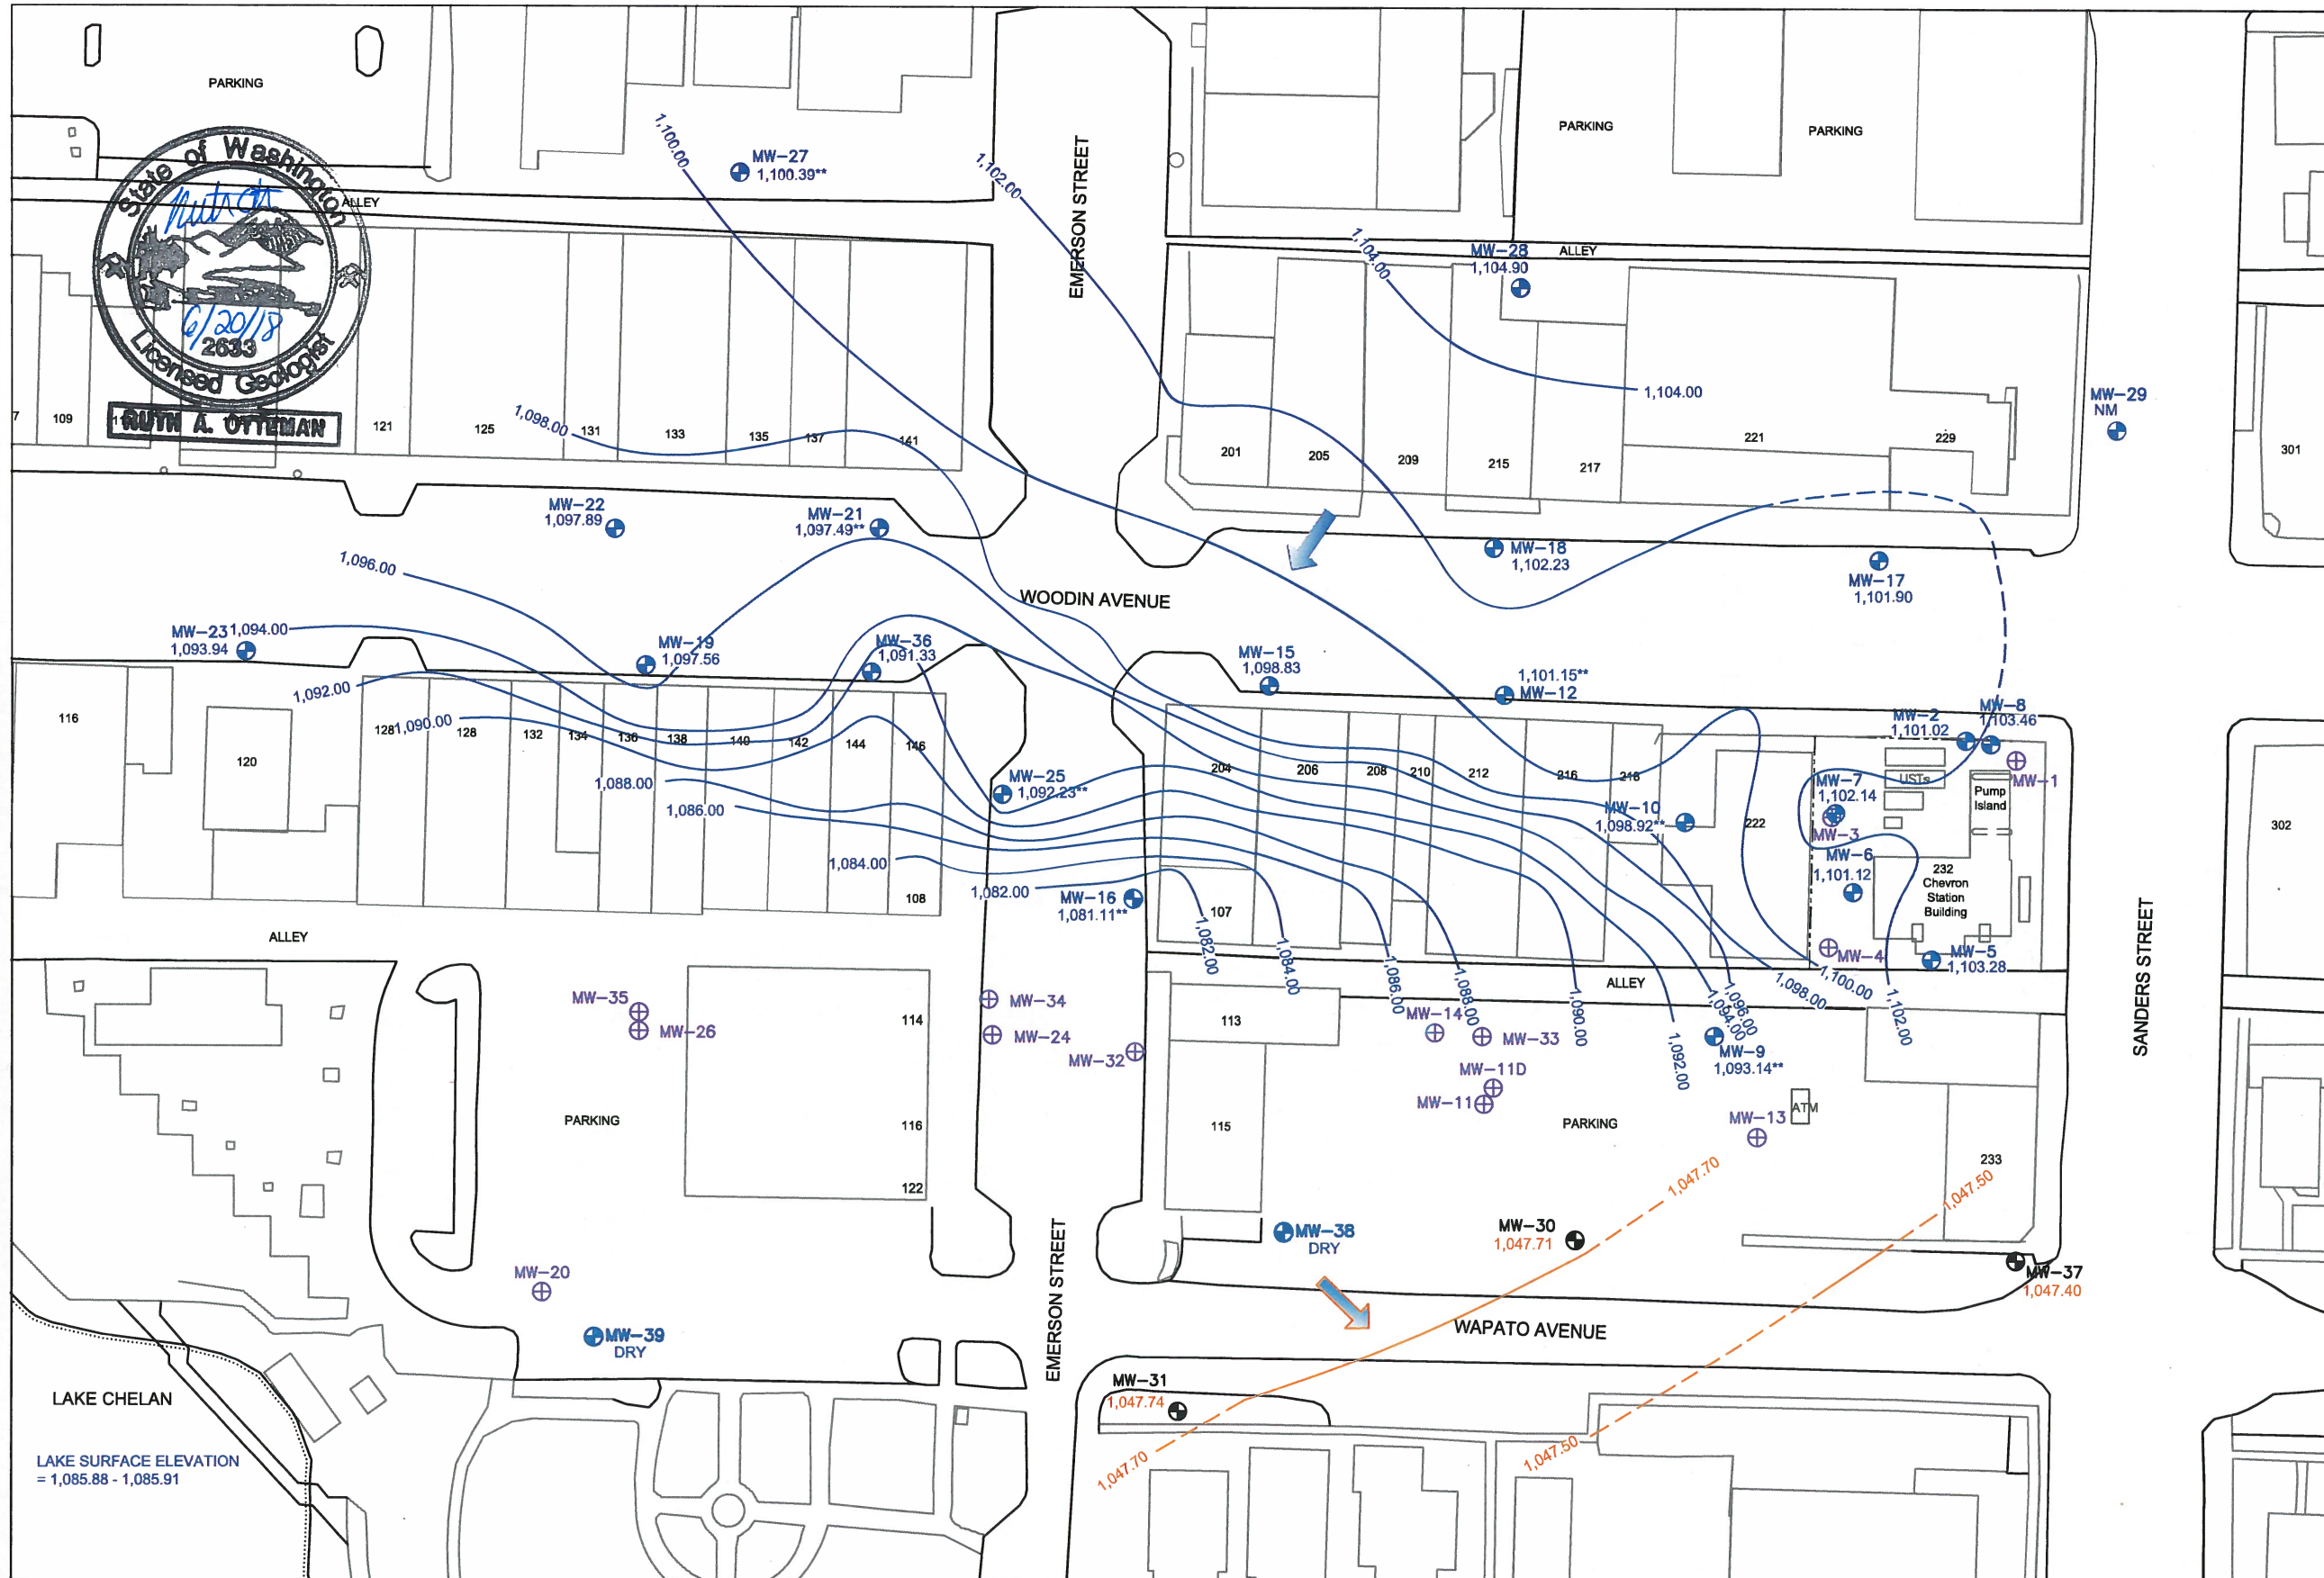 PARKING
State of Washington
6/20/18
2633
Licensed Geologist
RUTH A. OTTEMAN
ALLEY
1,100.00
MW-27
1,100.39**
1,102.00
EMERSON STREET
PARKING
PARKING
1,104.00
MW-28
1,104.90
ALLEY
1,104.00
MW-29
NM
7
109
121
125
1,098.00
131
133
135
137
141
201
205
209
215
217
221
229
301
MW-22
1,097.89
MW-21
1,097.49**
1,096.00
WOODIN AVENUE
MW-18
1,102.23
MW-17
1,101.90
MW-23
1,094.00
1,093.94
MW-19
1,097.56
MW-36
1,091.33
MW-15
1,098.83
1,101.15**
MW-12
MW-2
1,101.02
MW-8
1,103.46
MW-1
1,092.00
1,090.00
116
120
128
128
132
134
136
138
140
142
144
146
1,088.00
1,086.00
1,084.00
108
MW-25
1,092.23**
204
206
208
210
212
216
218
222
MW-10
1,098.92**
MW-7
1,102.14
MW-3
USTs
Pump
Island
MW-6
1,101.12
232
Chevron
Station
Building
302
1,082.00
MW-16
1,081.11**
107
1,082.00
1,084.00
1,086.00
1,088.00
1,090.00
1,092.00
1,094.00
1,096.00
1,098.00
1,100.00
1,102.00
MW-4
MW-5
1,103.28
ALLEY
ALLEY
SANDERS STREET
MW-35
MW-26
MW-34
MW-24
MW-32
114
113
MW-14
MW-33
MW-11D
MW-11
MW-9
1,093.14**
ATM
MW-13
PARKING
116
122
115
PARKING
233
1,047.70
1,047.50
MW-20
MW-39
DRY
EMERSON STREET
MW-38
DRY
MW-30
1,047.71
MW-37
1,047.40
WAPATO AVENUE
MW-31
1,047.74
1,047.70
1,047.50
LAKE CHELAN
LAKE SURFACE ELEVATION
= 1,085.88 - 1,085.91